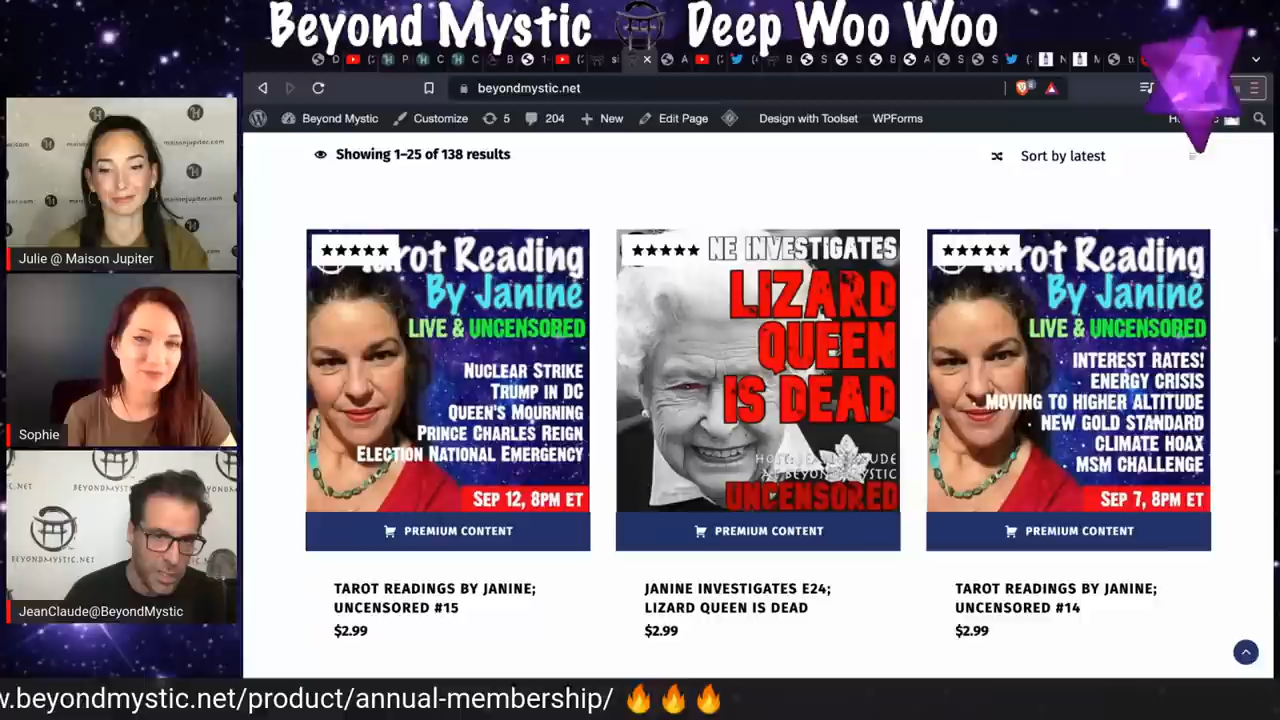 Beyond Mystic Deep Woo Woo
beyondmystic.net
Beyond Mystic Customize 5 204 New Edit Page Design with Toolset WPForms
Showing 1–25 of 138 results
Sort by latest
Tarot Reading
By Janine
LIVE & UNCENSORED
NUCLEAR STRIKE
TRUMP IN DC
QUEEN'S MOURNING
PRINCE CHARLES REIGN
ELECTION NATIONAL EMERGENCY
SEP 12, 8PM ET
PREMIUM CONTENT
TAROT READINGS BY JANINE;
UNCENSORED #15
$2.99
NE INVESTIGATES
LIZARD
QUEEN
IS DEAD
UNCENSORED
PREMIUM CONTENT
JANINE INVESTIGATES E24;
LIZARD QUEEN IS DEAD
$2.99
arot Reading
By Janine
LIVE & UNCENSORED
INTEREST RATES!
ENERGY CRISIS
MOVING TO HIGHER ALTITUDE
NEW GOLD STANDARD
CLIMATE HOAX
MSM CHALLENGE
SEP 7, 8PM ET
PREMIUM CONTENT
TAROT READINGS BY JANINE;
UNCENSORED #14
$2.99
maisonjupiter.com
Julie @ Maison Jupiter
Sophie
BEYONDMYSTIC.NET
JeanClaude@BeyondMystic
w.beyondmystic.net/product/annual-membership/ 🔥🔥🔥